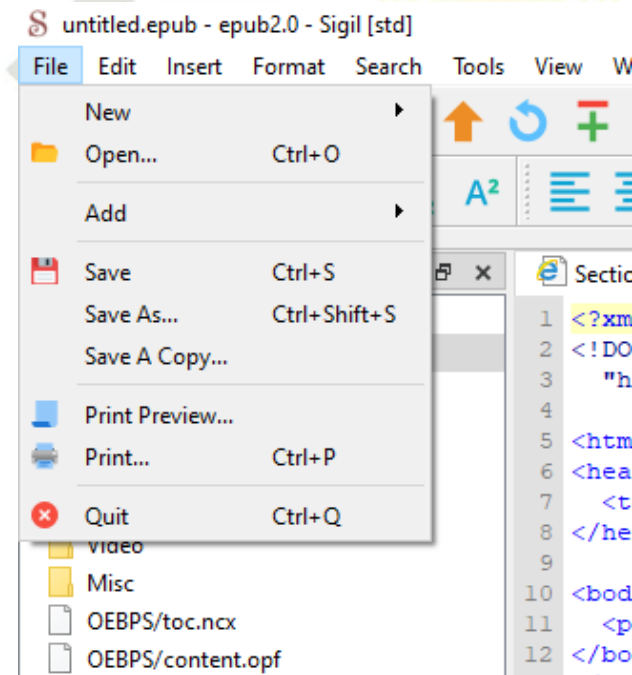 untitled.epub - epub2.0 - Sigil [std]
File Edit Insert Format Search Tools View W
New
Open... Ctrl+O
Add
A²
Save Ctrl+S
Save As... Ctrl+Shift+S
Save A Copy...
Print Preview...
Print... Ctrl+P
Quit Ctrl+Q
Video
Misc
OEBPS/toc.ncx
OEBPS/content.opf
Sectio
1 <?xm
2 <!DO
3 "h
4
5 <htm
6 <hea
7 <t
8 </he
9
10 <bod
11 <p
12 </bo